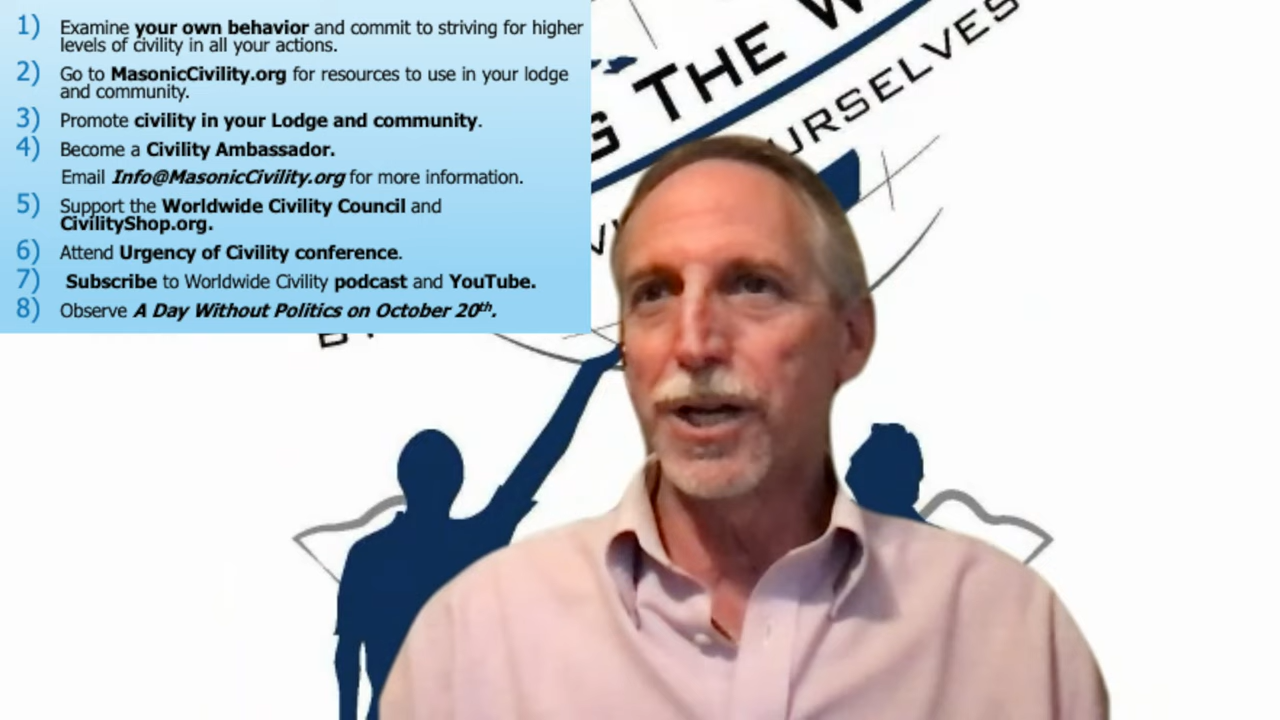 1) Examine your own behavior and commit to striving for higher
levels of civility in all your actions.
2) Go to MasonicCivility.org for resources to use in your lodge
and community.
3) Promote civility in your Lodge and community.
4) Become a Civility Ambassador.
Email Info@MasonicCivility.org for more information.
5) Support the Worldwide Civility Council and
CivilityShop.org.
6) Attend Urgency of Civility conference.
7) Subscribe to Worldwide Civility podcast and YouTube.
8) Observe A Day Without Politics on October 20th.
G THE W
URSELVES